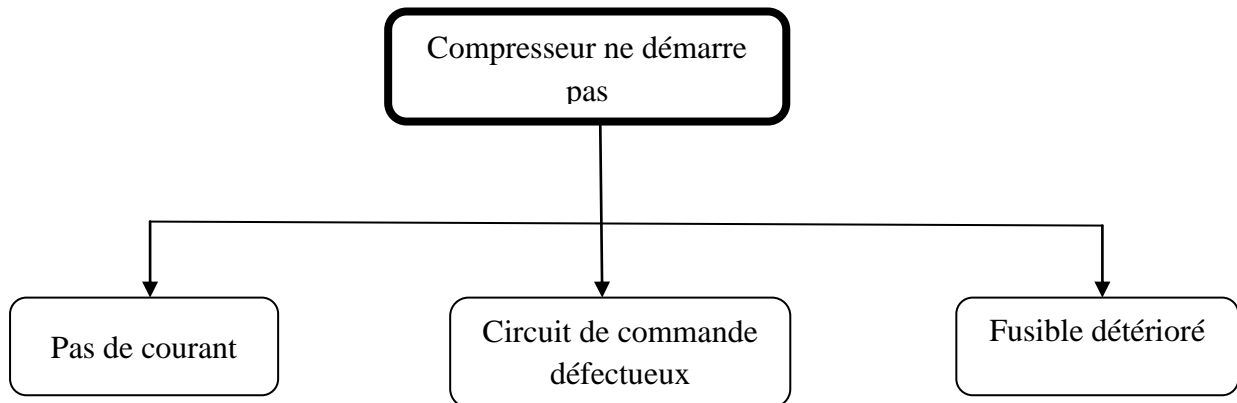 Compresseur ne démarre
pas
Pas de courant
Circuit de commande
défectueux
Fusible détérioré